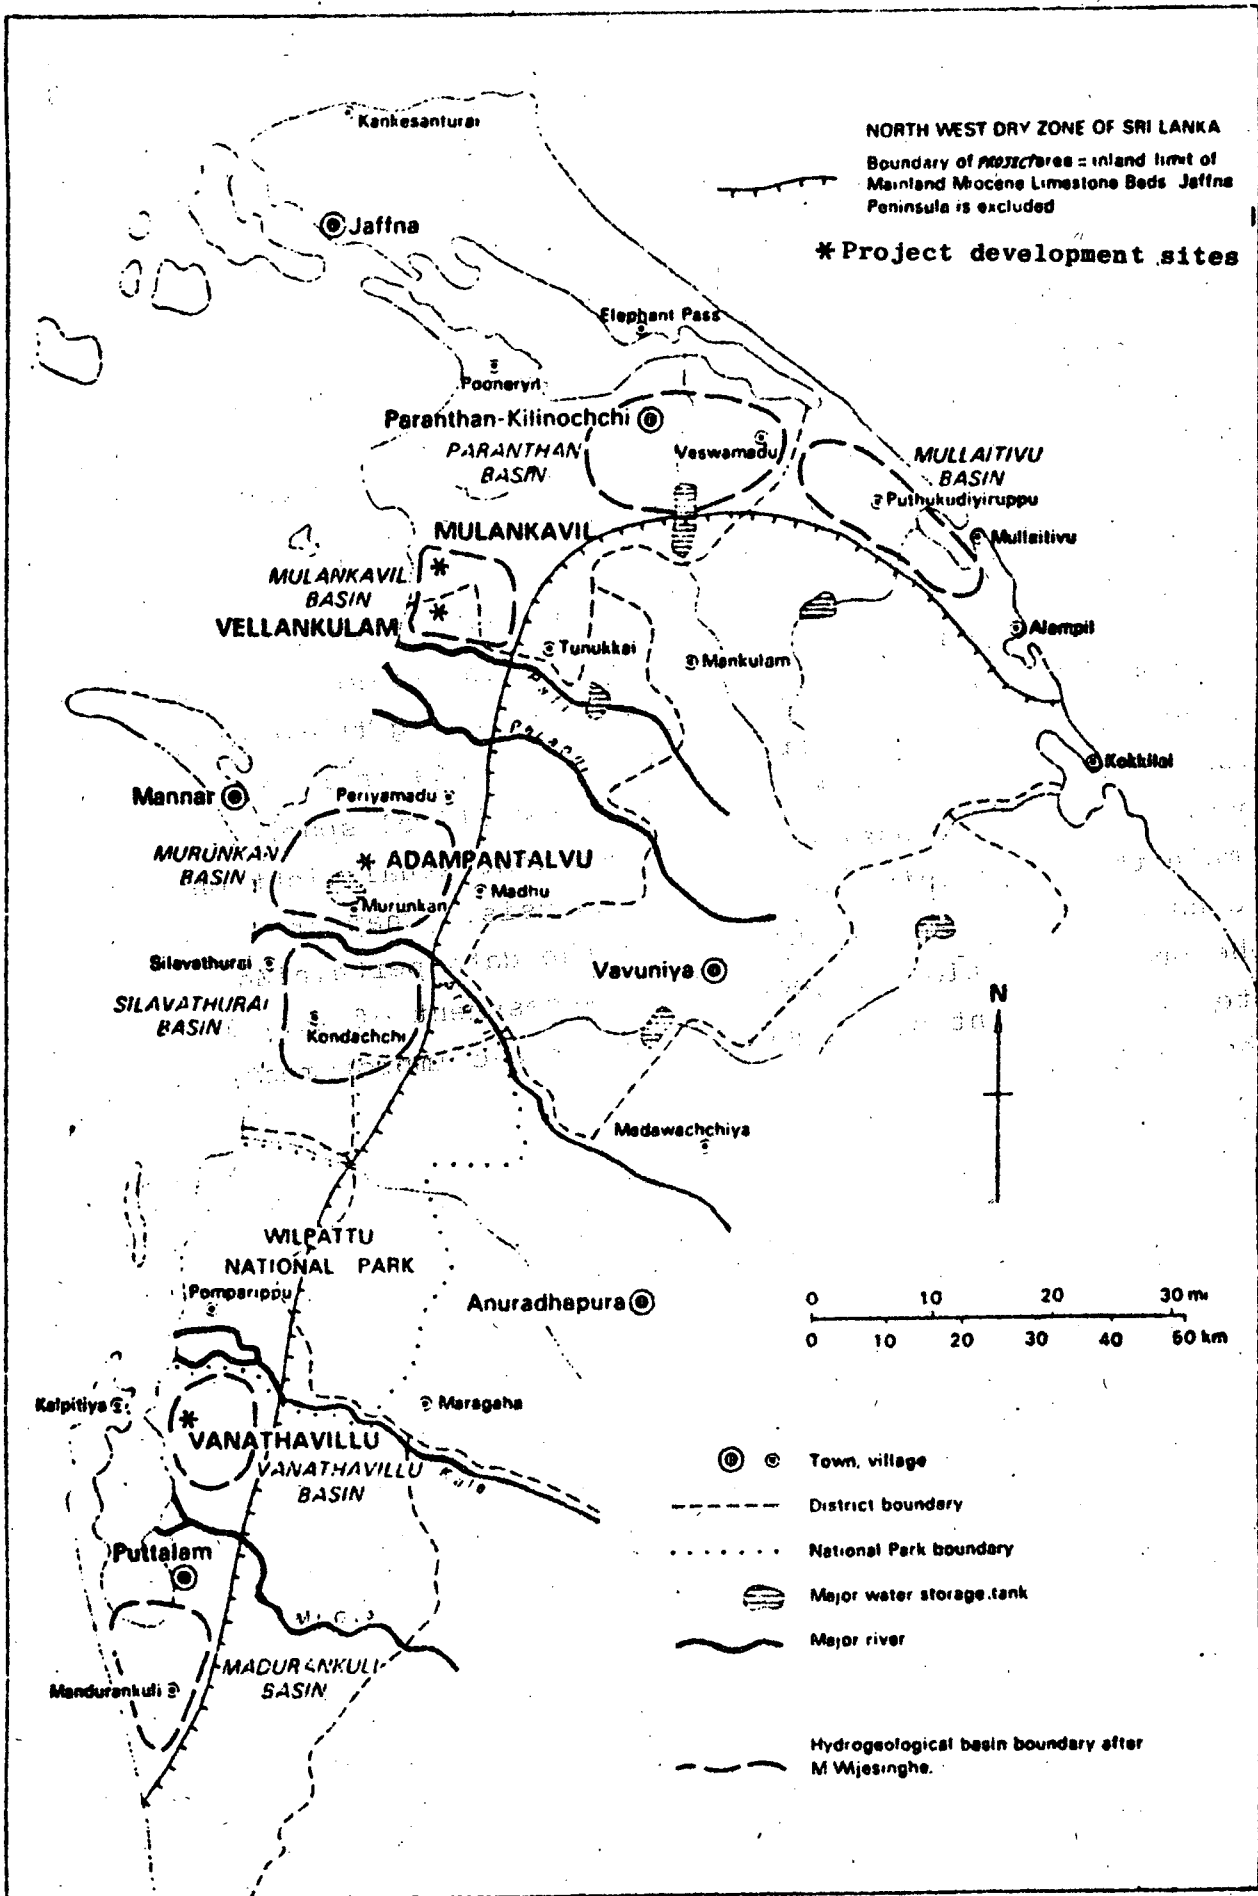 Kankesanturai
NORTH WEST DRY ZONE OF SRI LANKA
Boundary of PROJECT area = inland limit of
Mainland Miocene Limestone Beds Jaffna
Peninsula is excluded
Jaffna
* Project development sites
Elephant Pass
Pooneryn
Paranthan-Kilinochchi
PARANTHAN
BASIN
Veswamadu
MULLAITIVU
BASIN
Puthukudiyiruppu
Mullaitivu
MULANKAVIL
MULANKAVIL
BASIN
VELLANKULAM
Alampil
Tunukkai
Mankulam
Pali
Kokkilai
Mannar
Periyamadu
MURUNKAN
BASIN
* ADAMPANTALVU
Madhu
Murunkan
Silavathurai
Vavuniya
SILAVATHURAI
BASIN
Kondachchi
N
Madawachchiya
WILPATTU
NATIONAL PARK
Pomparippu
Anuradhapura
0 10 20 30 mi
0 10 20 30 40 50 km
Kalpitiya
Maragaha
VANATHAVILLU
VANATHAVILLU
BASIN
Kala
Town, village
District boundary
Puttalam
National Park boundary
Major water storage tank
Major river
MADURANKULI
BASIN
Mandurankuli
Hydrogeological basin boundary after
M Wijesinghe.